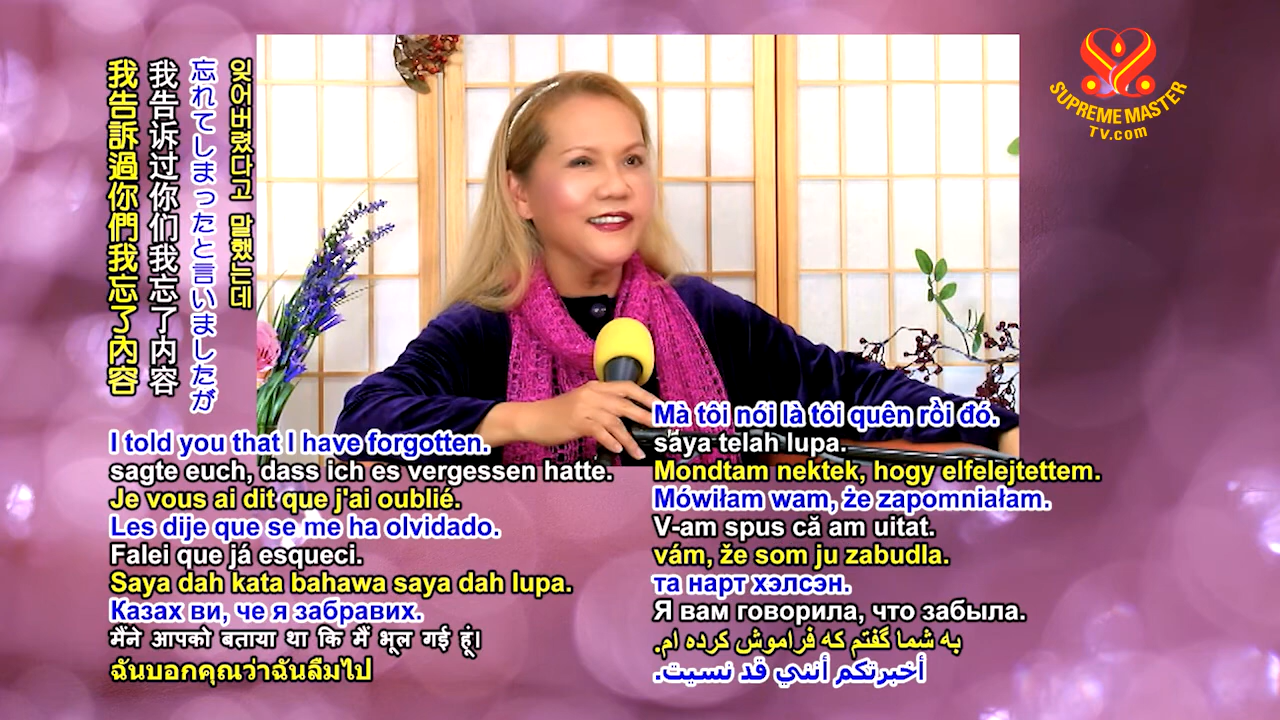 SUPREME MASTER
TV.com
잊어버렸다고 말했는데
忘れてしまったと言いましたが
我告诉过你们我忘了内容
我告訴過你們我忘了內容
I told you that I have forgotten.
sagte euch, dass ich es vergessen hatte.
Je vous ai dit que j'ai oublié.
Les dije que se me ha olvidado.
Falei que já esqueci.
Saya dah kata bahawa saya dah lupa.
Казах ви, че я забравих.
मैंने आपको बताया था कि मैं भूल गई हूं।
ฉันบอกคุณว่าฉันลืมไป
Mà tôi nói là tôi quên rồi đó.
saya telah lupa.
Mondtam nektek, hogy elfelejtettem.
Mówiłam wam, że zapomniałam.
V-am spus că am uitat.
vám, že som ju zabudla.
та нарт хэлсэн.
Я вам говорила, что забыла.
به شما گفتم که فراموش کرده ام.
أخبرتكم أنني قد نسيت.